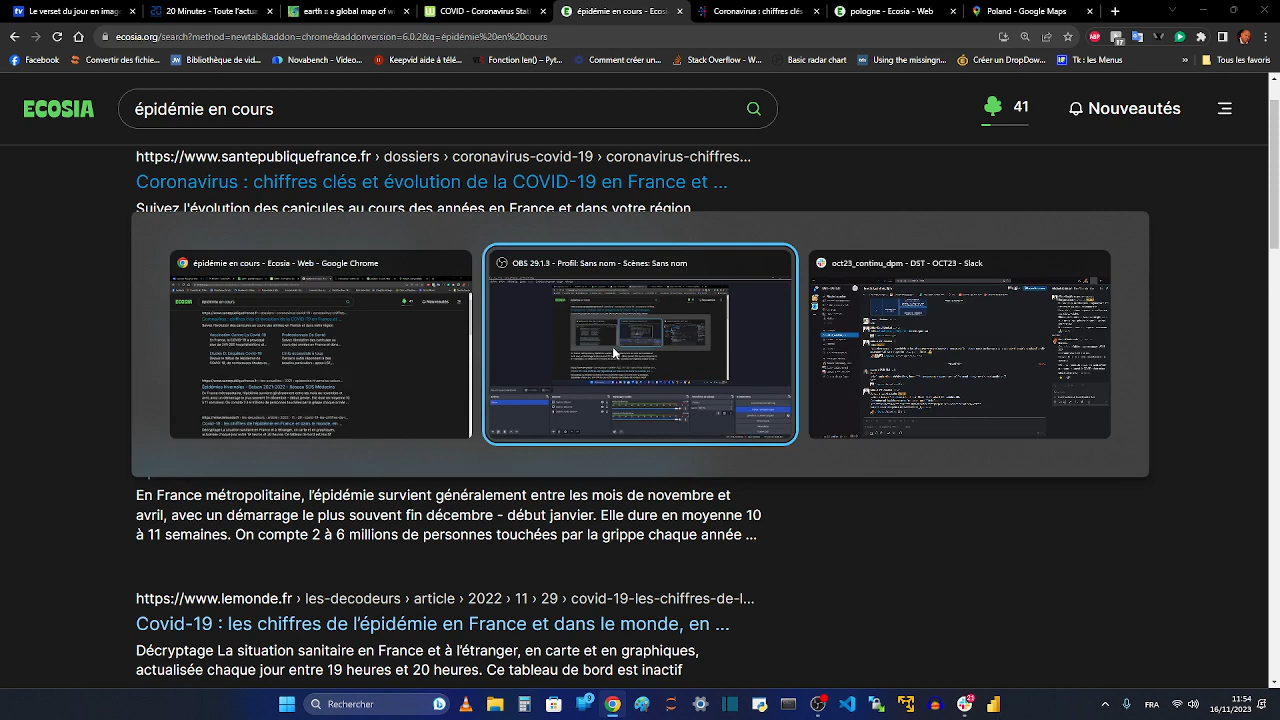 Le verset du jour en image
20 Minutes - Toute l'actu
earth :: a global map of w
COVID - Coronavirus Stati
épidémie en cours - Ecosi
Coronavirus : chiffres clés
pologne - Ecosia - Web
Poland - Google Maps
ecosia.org/search?method=newtab&addon=chrome&addonversion=6.0.2&q=épidémie%20en%20cours
Facebook
Convertir des fichie...
Bibliothèque de vid...
Novabench - Vidéo...
Keepvid aide à télé...
Fonction len() – Pyt...
Comment créer un...
Stack Overflow - W...
Basic radar chart
Using the missingn...
Créer un DropDow...
Tk : les Menus
»
Tous les favoris
ECOSIA
épidémie en cours
41
Nouveautés
https://www.santepubliquefrance.fr › dossiers › coronavirus-covid-19 › coronavirus-chiffres...
Coronavirus : chiffres clés et évolution de la COVID-19 en France et ...
Suivez l'évolution des canicules au cours des années en France et dans votre région
épidémie en cours - Ecosia - Web - Google Chrome
OBS 29.1.3 - Profil: Sans nom - Scènes: Sans nom
oct23_continu_dpm - DST - OCT23 - Slack
En France métropolitaine, l'épidémie survient généralement entre les mois de novembre et
avril, avec un démarrage le plus souvent fin décembre - début janvier. Elle dure en moyenne 10
à 11 semaines. On compte 2 à 6 millions de personnes touchées par la grippe chaque année ...
https://www.lemonde.fr › les-decodeurs › article › 2022 › 11 › 29 › covid-19-les-chiffres-de-l...
Covid-19 : les chiffres de l'épidémie en France et dans le monde, en ...
Décryptage La situation sanitaire en France et à l'étranger, en carte et en graphiques,
actualisée chaque jour entre 19 heures et 20 heures. Ce tableau de bord est inactif
Rechercher
9
21
FRA
11:54
16/11/2023